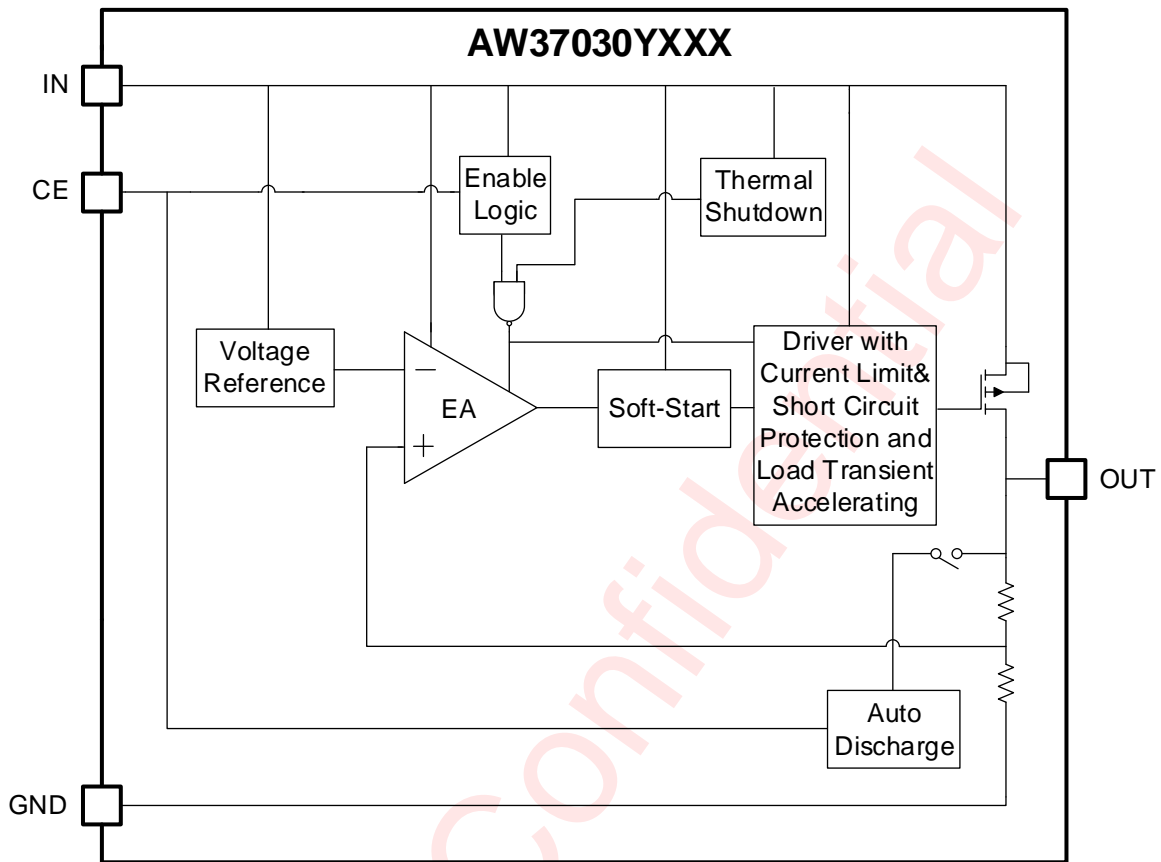 AW37030YXXX
IN
CE
Enable
Logic
Thermal
Shutdown
Voltage
Reference
−
EA
+
Soft-Start
Driver with
Current Limit&
Short Circuit
Protection and
Load Transient
Accelerating
OUT
Auto
Discharge
GND
Confidential